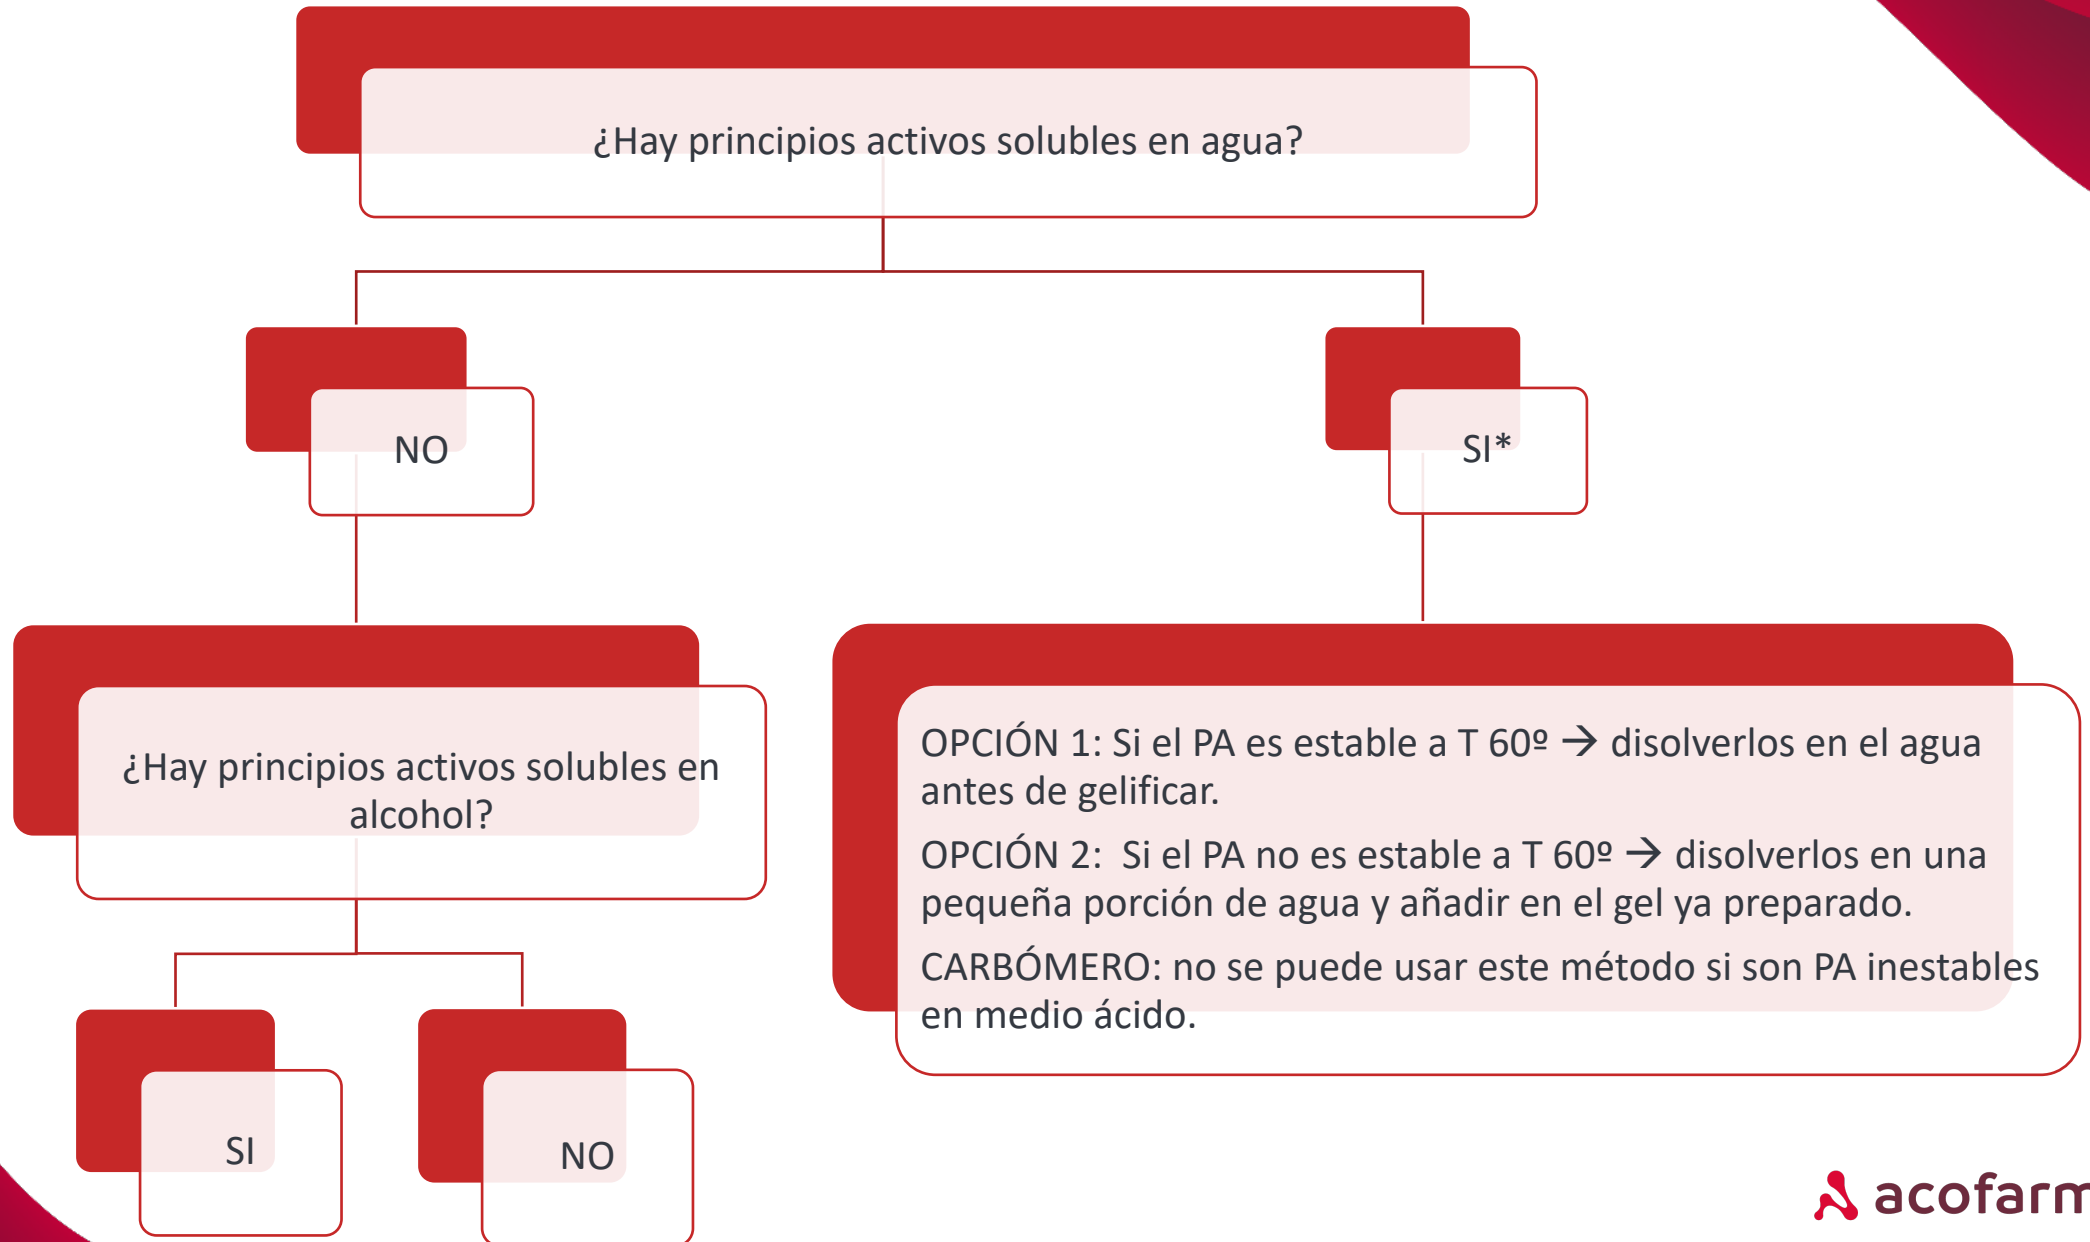 ¿Hay principios activos solubles en agua?
NO
SI*
¿Hay principios activos solubles en
alcohol?
OPCIÓN 1: Si el PA es estable a T 60º → disolverlos en el agua
antes de gelificar.
OPCIÓN 2:  Si el PA no es estable a T 60º → disolverlos en una
pequeña porción de agua y añadir en el gel ya preparado.
CARBÓMERO: no se puede usar este método si son PA inestables
en medio ácido.
SI
NO
acofarm